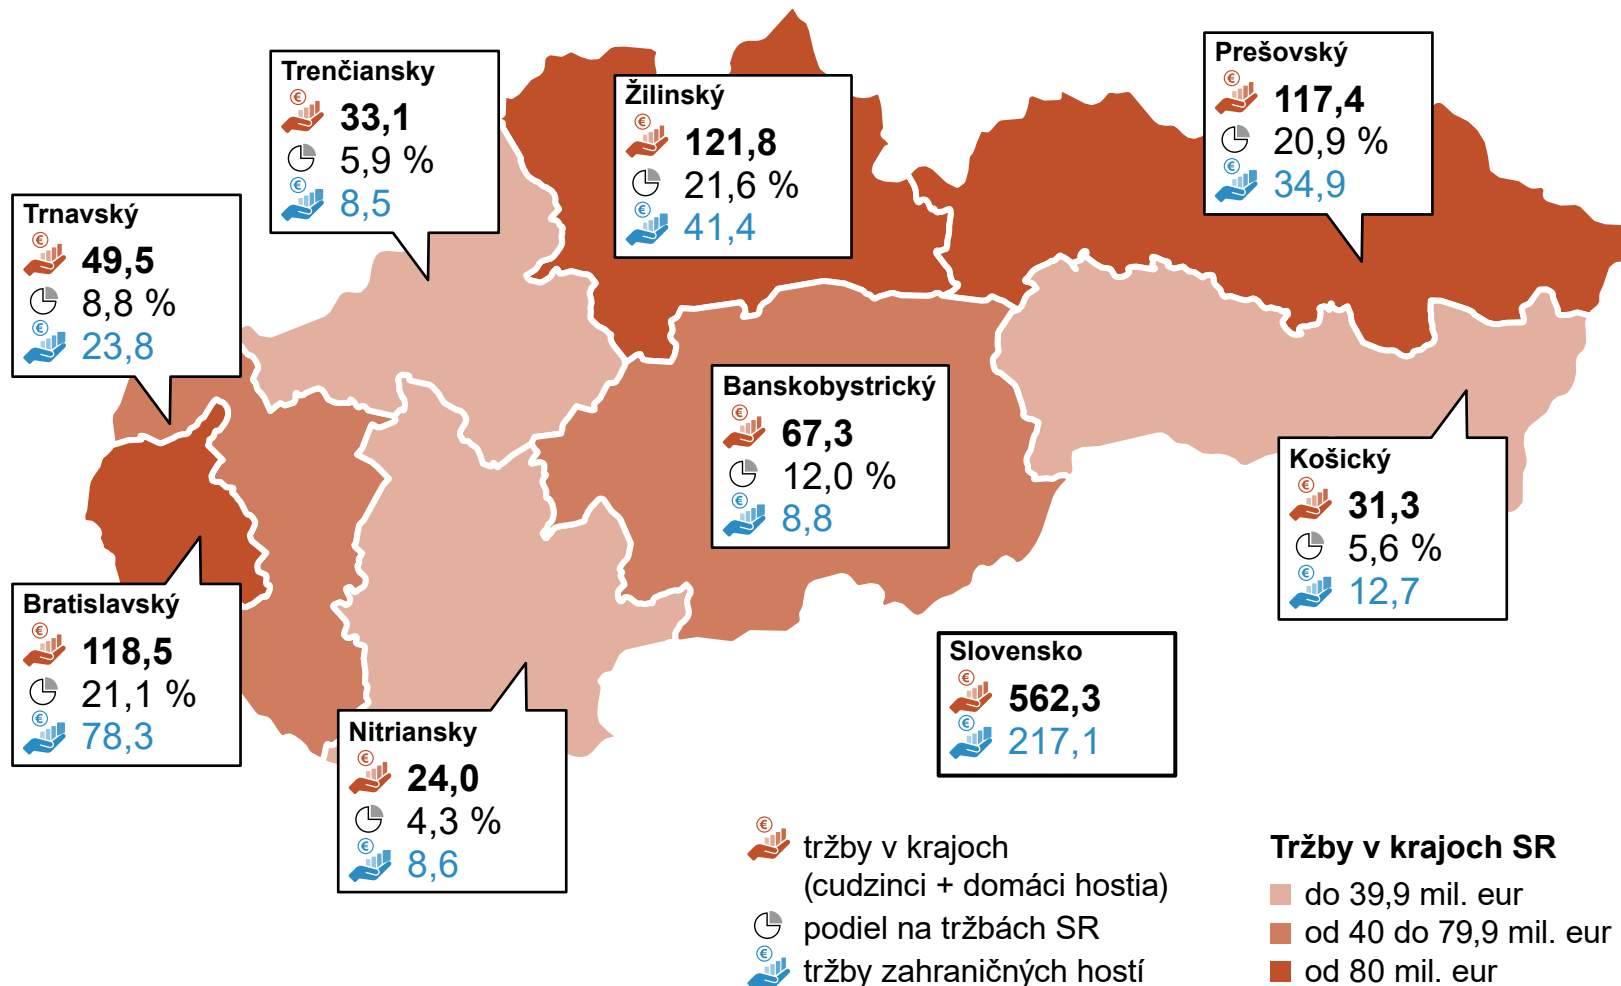 Trenčiansky
33,1
5,9 %
8,5
Žilinský
121,8
21,6 %
41,4
Prešovský
117,4
20,9 %
34,9
Trnavský
49,5
8,8 %
23,8
Banskobystrický
67,3
12,0 %
8,8
Košický
31,3
5,6 %
12,7
Bratislavský
118,5
21,1 %
78,3
Nitriansky
24,0
4,3 %
8,6
Slovensko
562,3
217,1
tržby v krajoch
(cudzinci + domáci hostia)
podiel na tržbách SR
tržby zahraničných hostí
Tržby v krajoch SR
do 39,9 mil. eur
od 40 do 79,9 mil. eur
od 80 mil. eur